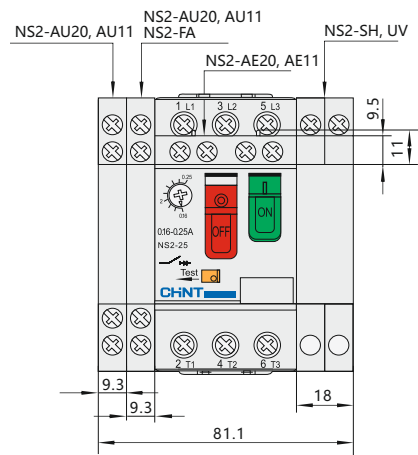 NS2-AU20, AU11
NS2-AU20, AU11
NS2-FA
NS2-SH, UV
NS2-AE20, AE11
1 L1 3 L2 5 L3
9.5
11
0.25
2
0.16
OFF
ON
0.16-0.25A
NS2-25
Test
CHNT
2 T1 4 T2 6 T3
9.3
9.3
18
81.1